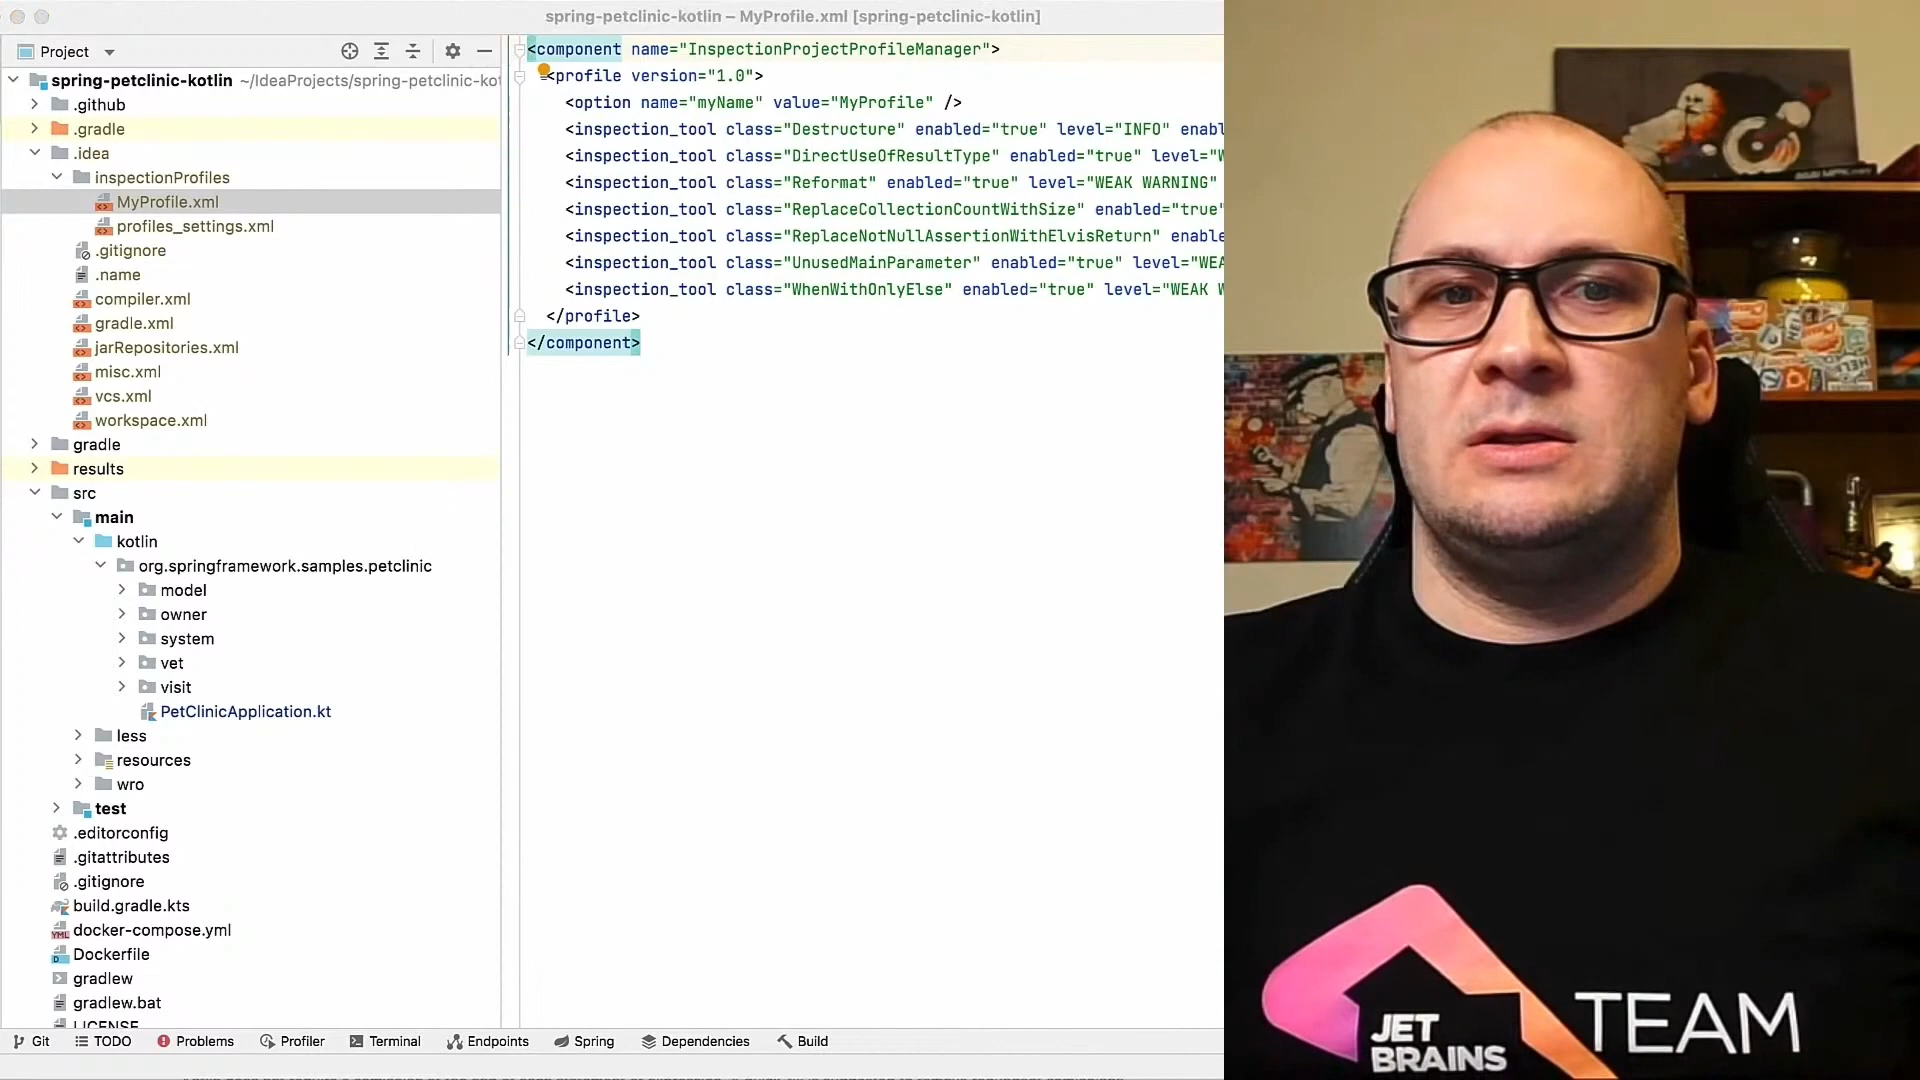 spring-petclinic-kotlin – MyProfile.xml [spring-petclinic-kotlin]
Project
spring-petclinic-kotlin ~/IdeaProjects/spring-petclinic-kot
.github
.gradle
.idea
inspectionProfiles
MyProfile.xml
profiles_settings.xml
.gitignore
.name
compiler.xml
gradle.xml
jarRepositories.xml
misc.xml
vcs.xml
workspace.xml
gradle
results
src
main
kotlin
org.springframework.samples.petclinic
model
owner
system
vet
visit
PetClinicApplication.kt
less
resources
wro
test
.editorconfig
.gitattributes
.gitignore
build.gradle.kts
docker-compose.yml
Dockerfile
gradlew
gradlew.bat
LICENSE
<component name="InspectionProjectProfileManager">
<profile version="1.0">
<option name="myName" value="MyProfile" />
<inspection_tool class="Destructure" enabled="true" level="INFO" enabl
<inspection_tool class="DirectUseOfResultType" enabled="true" level="W
<inspection_tool class="Reformat" enabled="true" level="WEAK WARNING"
<inspection_tool class="ReplaceCollectionCountWithSize" enabled="true"
<inspection_tool class="ReplaceNotNullAssertionWithElvisReturn" enable
<inspection_tool class="UnusedMainParameter" enabled="true" level="WEA
<inspection_tool class="WhenWithOnlyElse" enabled="true" level="WEAK W
</profile>
</component>
Git TODO Problems Profiler Terminal Endpoints Spring Dependencies Build
JET
BRAINS
TEAM